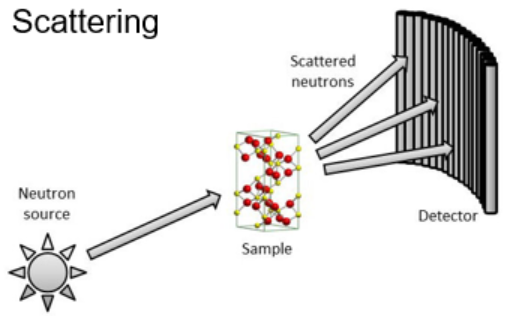 Scattering
Scattered
neutrons
Neutron
source
Sample
Detector